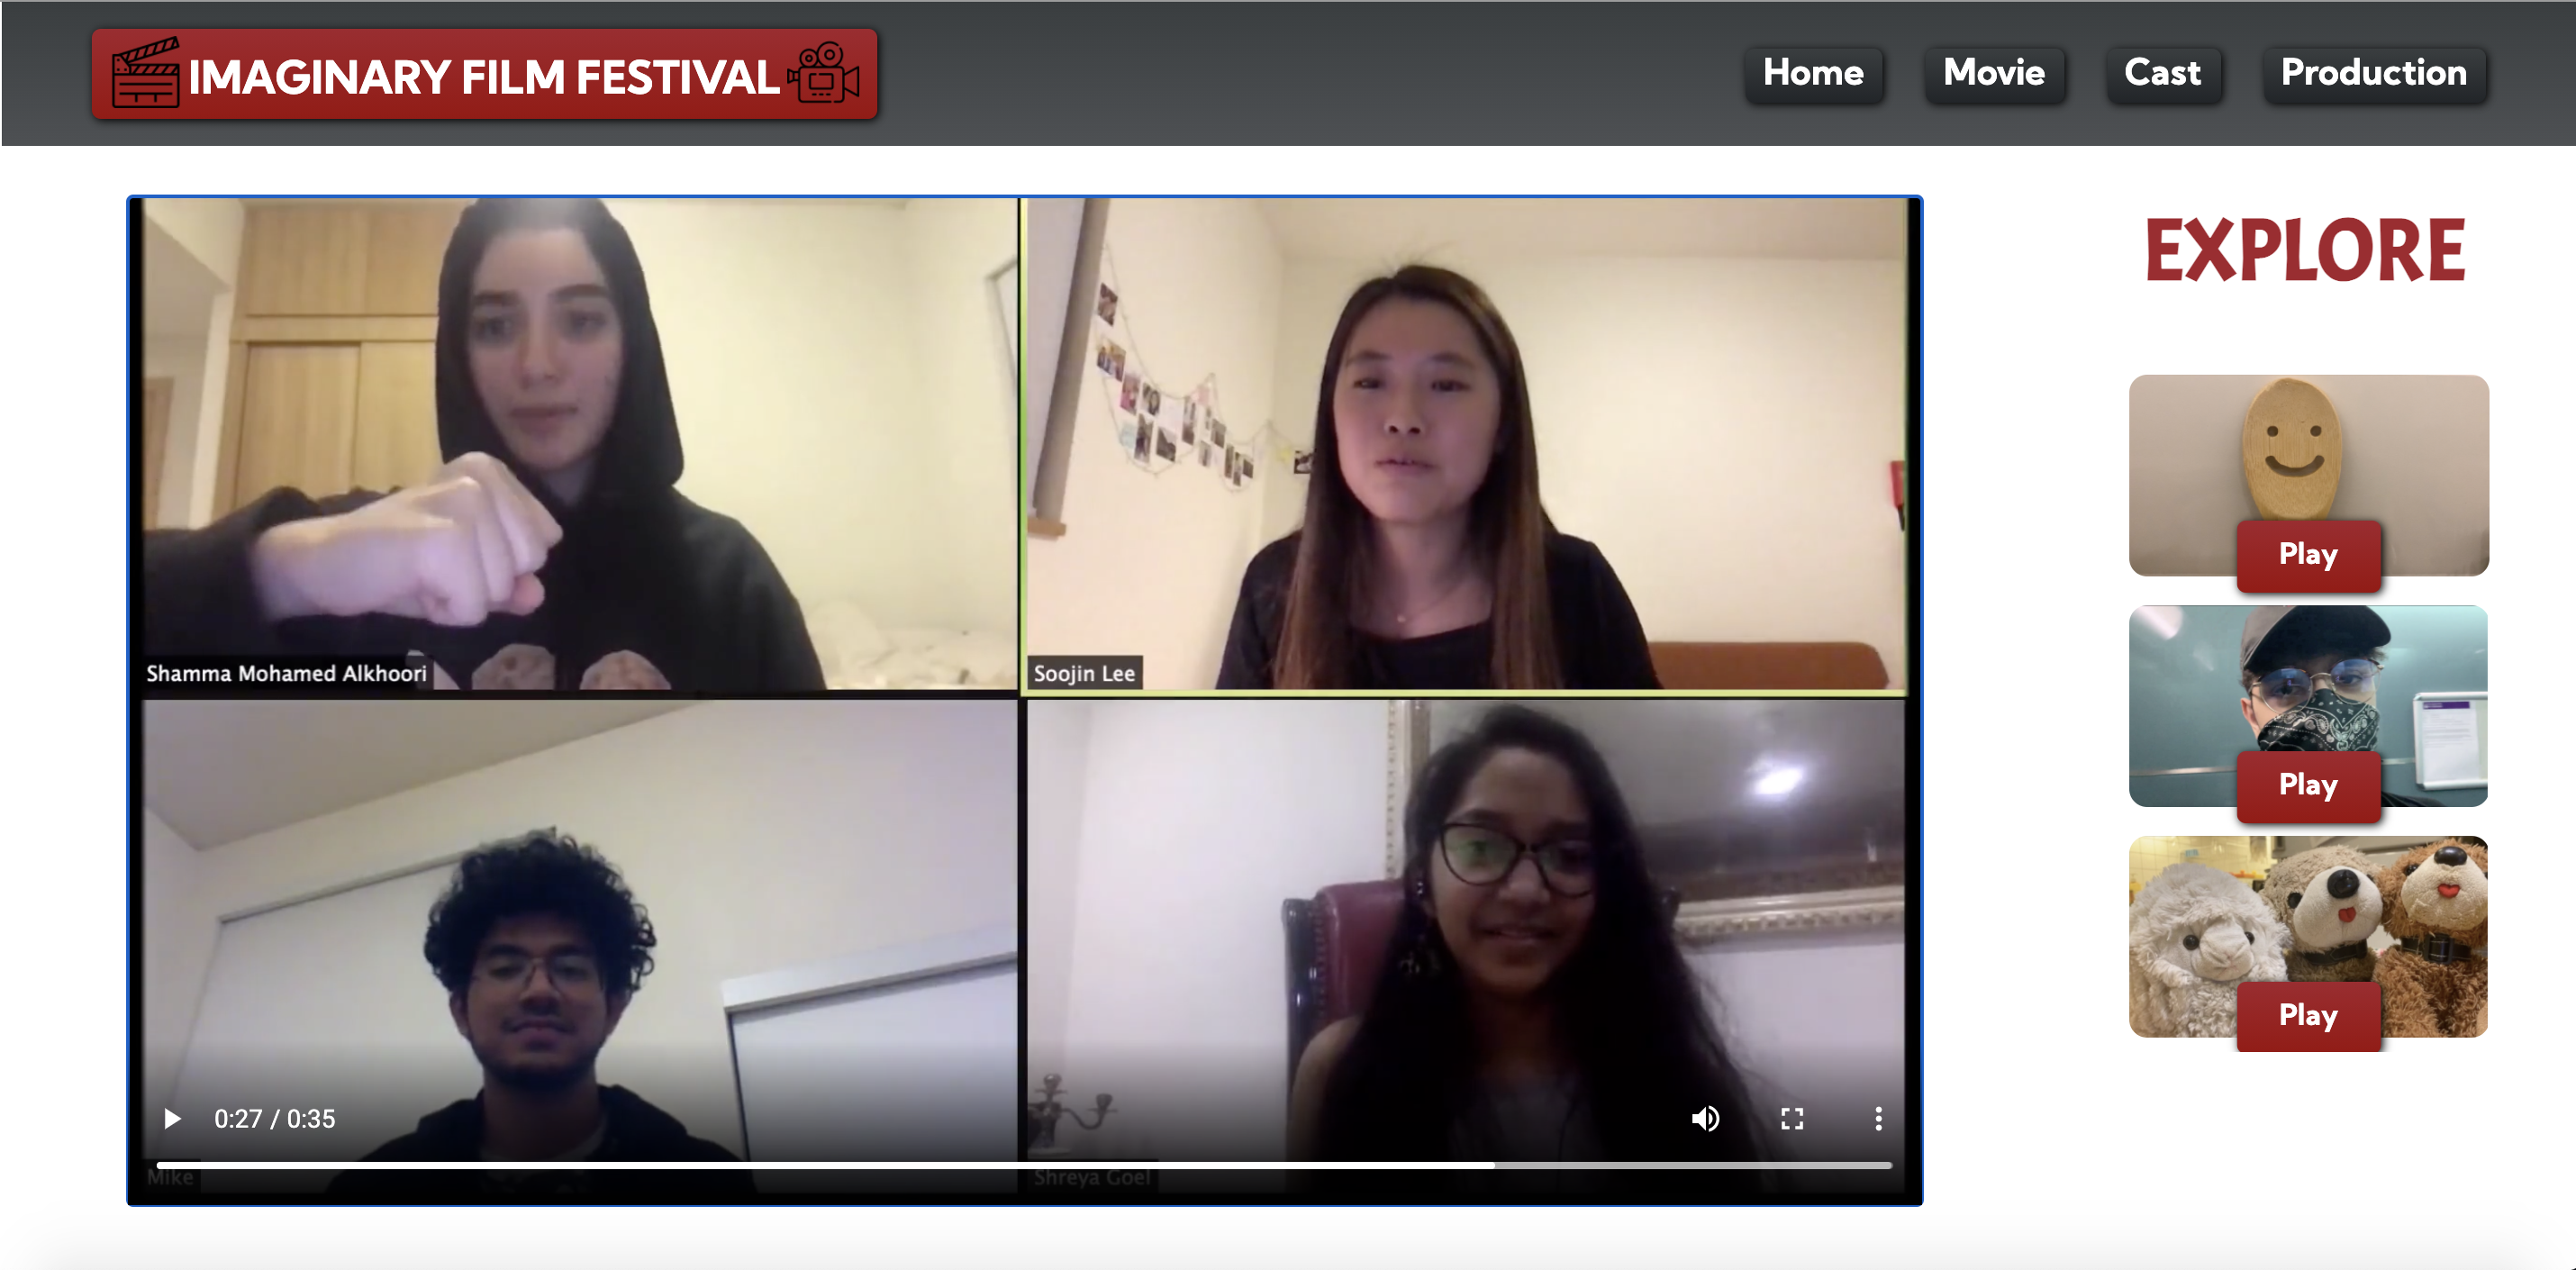 IMAGINARY FILM FESTIVAL
Home
Movie
Cast
Production
EXPLORE
Shamma Mohamed Alkhoori
Soojin Lee
Play
Play
Play
0:27 / 0:35
Mike
Shreya Goel